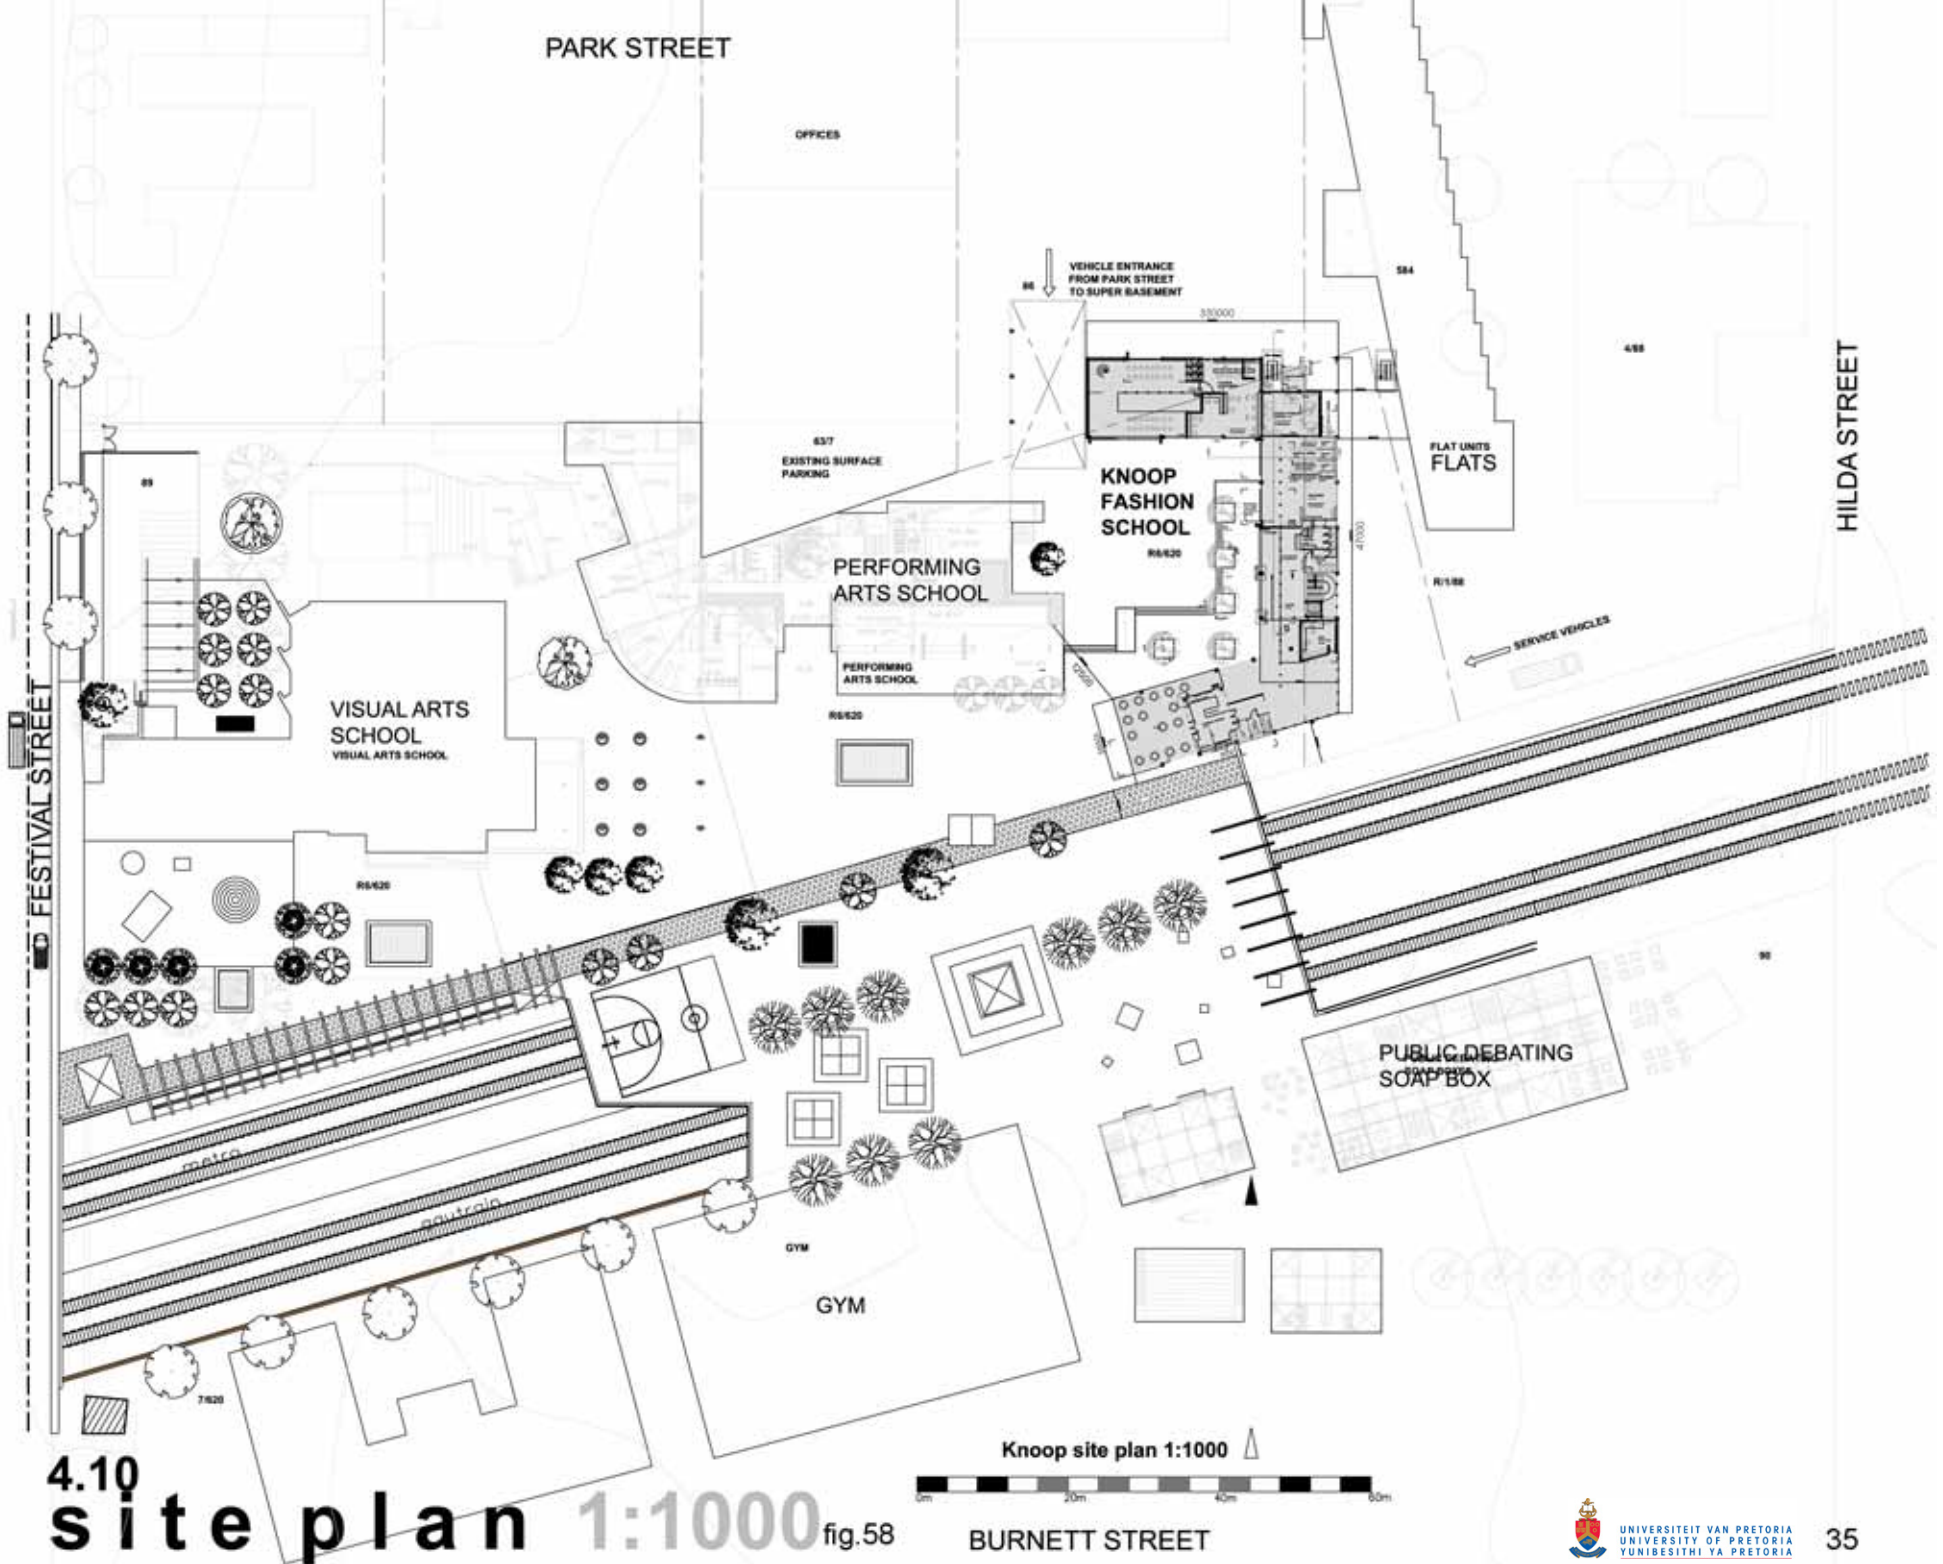 PARK STREET
OFFICES
VEHICLE ENTRANCE
FROM PARK STREET
TO SUPER BASEMENT
86
584
330000
4/88
HILDA STREET
63/7
EXISTING SURFACE
PARKING
FLAT UNITS
FLATS
KNOOP
FASHION
SCHOOL
R6/620
47000
89
PERFORMING
ARTS SCHOOL
R/1/88
SERVICE VEHICLES
PERFORMING
ARTS SCHOOL
R6/620
VISUAL ARTS
SCHOOL
VISUAL ARTS SCHOOL
FESTIVAL STREET
R6/620
90
PUBLIC DEBATING
SOAP BOX
metro
gautrain
GYM
GYM
7/620
Knoop site plan 1:1000
0m
20m
40m
60m
4.10
site plan 1:1000 fig.58
BURNETT STREET
UNIVERSITEIT VAN PRETORIA
UNIVERSITY OF PRETORIA
YUNIBESITHI YA PRETORIA
35